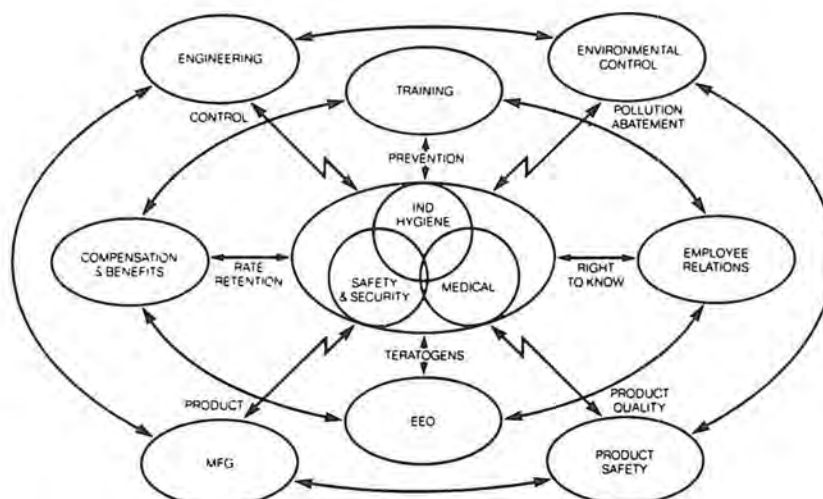 ENGINEERING
ENVIRONMENTAL
CONTROL
TRAINING
CONTROL
POLLUTION
ABATEMENT
PREVENTION
IND
HYGIENE
COMPENSATION
& BENEFITS
RATE
RETENTION
SAFETY
& SECURITY
MEDICAL
RIGHT
TO KNOW
EMPLOYEE
RELATIONS
TERATOGENS
PRODUCT
PRODUCT
QUALITY
EEO
MFG
PRODUCT
SAFETY